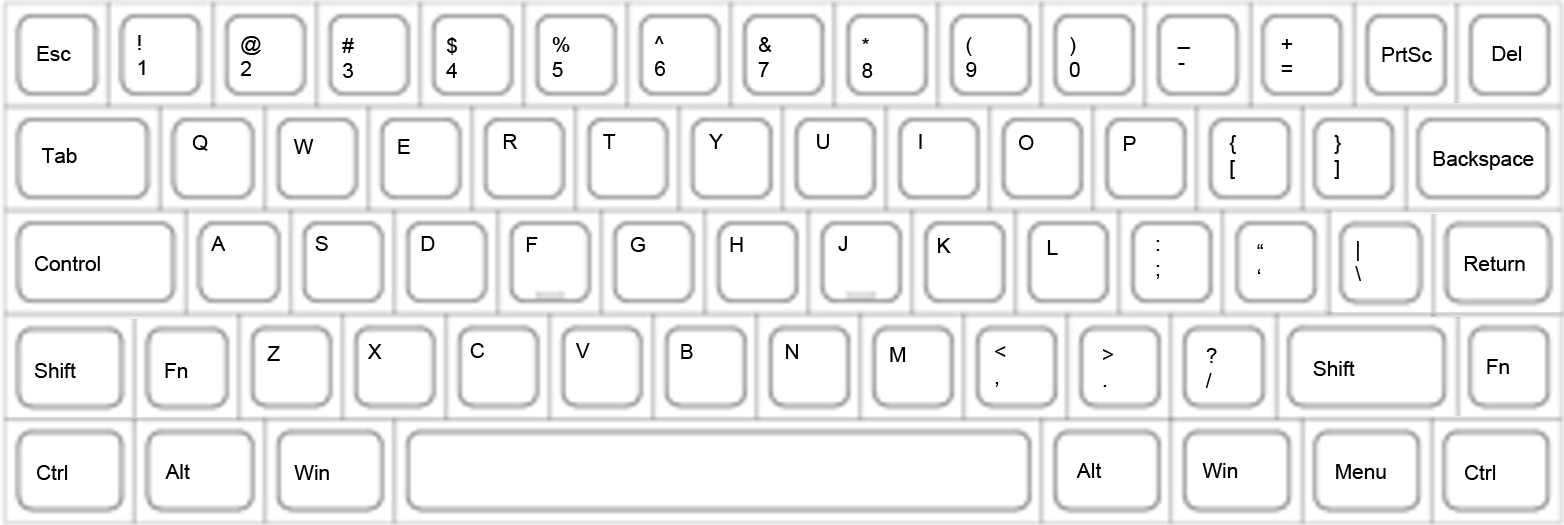 Esc ! @ # $ % ^ & * ( ) _ + PrtSc Del
1 2 3 4 5 6 7 8 9 0 - =
Tab Q W E R T Y U I O P { } Backspace
[ ]
Control A S D F G H J K L : “ | Return
; ‘ \
Shift Fn Z X C V B N M < > ? Shift Fn
, . /
Ctrl Alt Win Alt Win Menu Ctrl